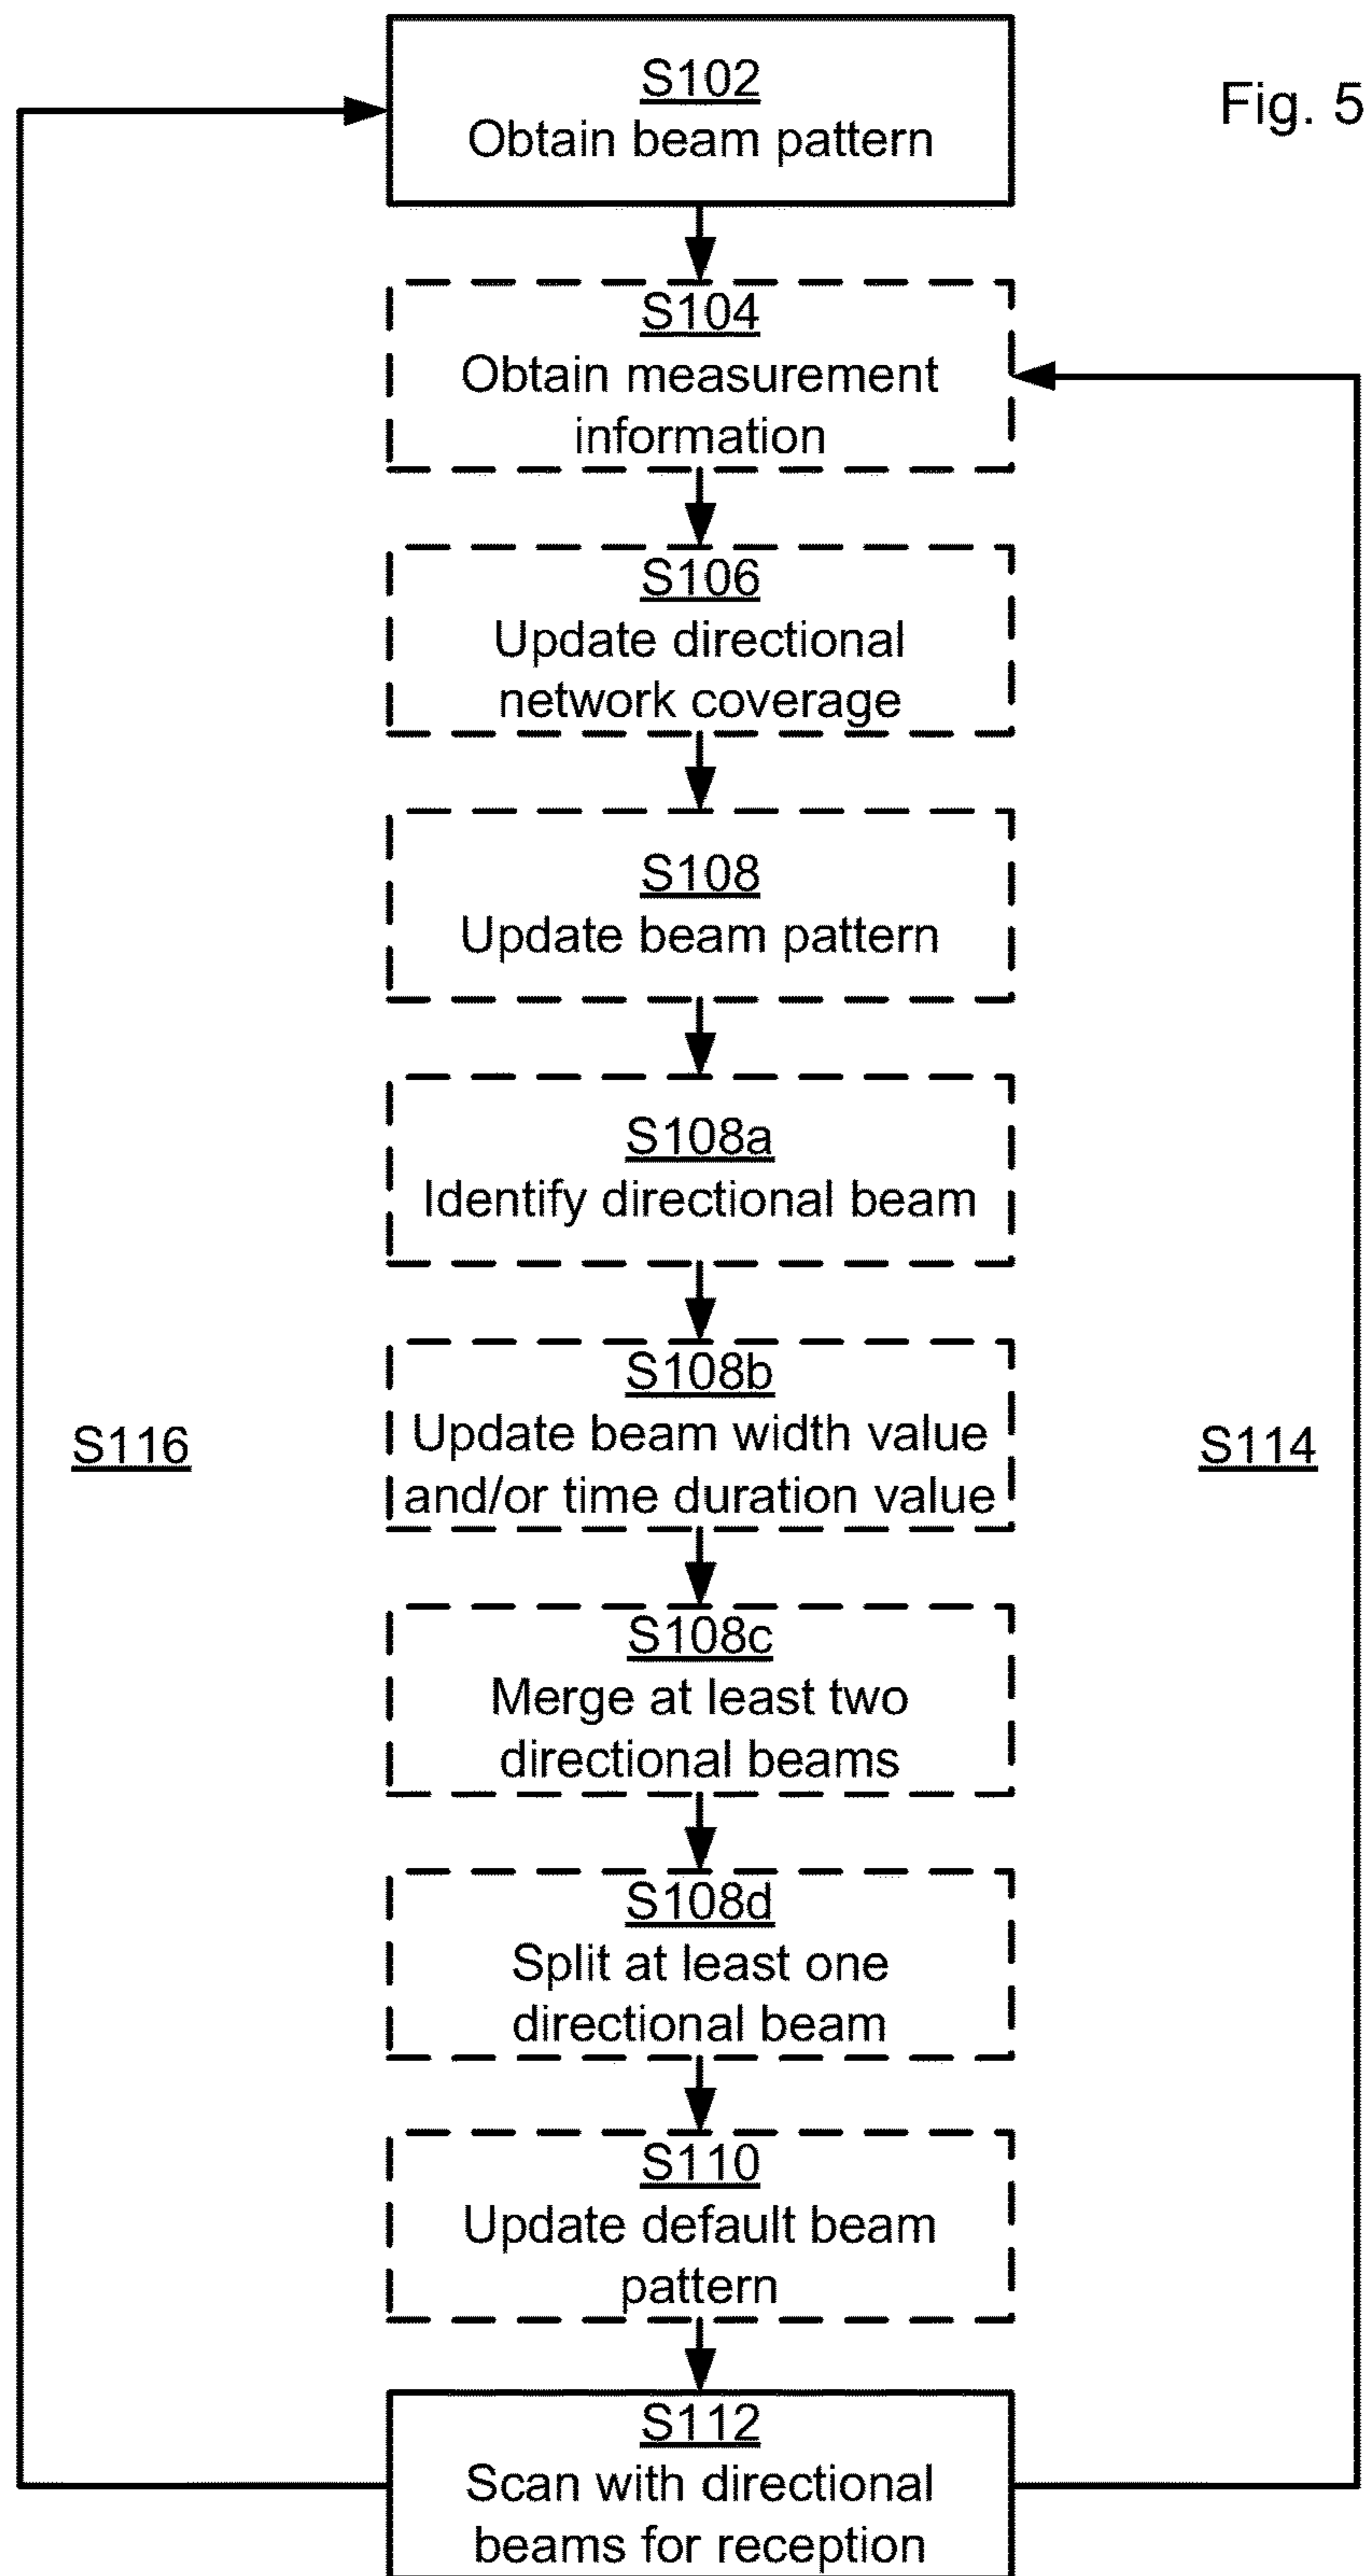 S102
Obtain beam pattern
Fig. 5
S104
Obtain measurement
information
S106
Update directional
network coverage
S108
Update beam pattern
S108a
Identify directional beam
S108b
Update beam width value
and/or time duration value
S116
S114
S108c
Merge at least two
directional beams
S108d
Split at least one
directional beam
S110
Update default beam
pattern
S112
Scan with directional
beams for reception